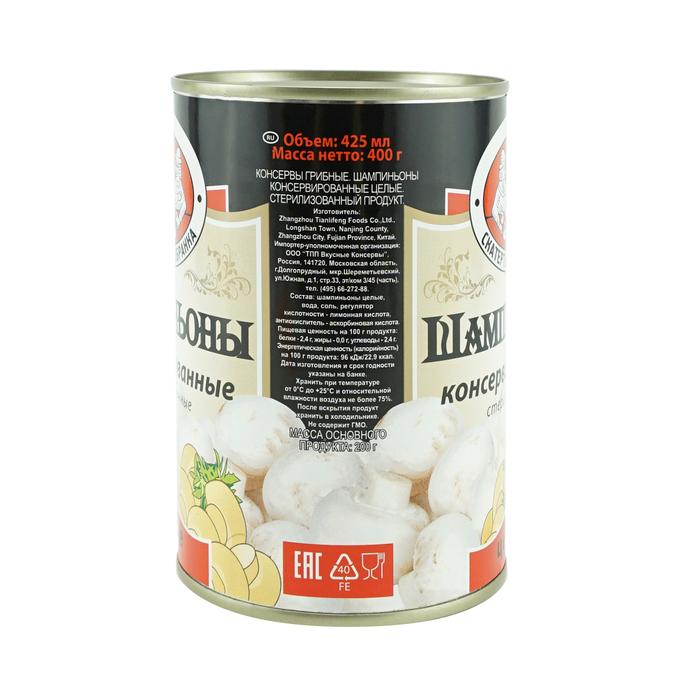 RU
Объем: 425 мл
Масса нетто: 400 г
КОНСЕРВЫ ГРИБНЫЕ. ШАМПИНЬОНЫ
КОНСЕРВИРОВАННЫЕ ЦЕЛЫЕ.
СТЕРИЛИЗОВАННЫЙ ПРОДУКТ.
Изготовитель:
Zhangzhou Tianlifeng Foods Co.,Ltd.,
Longshan Town, Nanjing County,
Zhangzhou City, Fujian Province, Китай.
Импортер-уполномоченная организация:
ООО "ТПП Вкусные Консервы",
Россия, 141720, Московская область,
г.Долгопрудный, мкр.Шереметьевский,
ул.Южная, д.1, стр.33, эт/ком 3/45 (часть).
тел. (495) 66-272-88.
Состав: шампиньоны целые,
вода, соль, регулятор
кислотности - лимонная кислота,
антиокислитель - аскорбиновая кислота.
Пищевая ценность на 100 г продукта:
белки - 2,4 г, жиры - 0,0 г, углеводы - 2,4 г.
Энергетическая ценность (калорийность)
на 100 г продукта: 96 кДж/22,9 ккал.
Дата изготовления и срок годности
указаны на банке.
Хранить при температуре
от 0°С до +25°С и относительной
влажности воздуха не более 75%.
После вскрытия продукт
хранить в холодильнике.
Не содержит ГМО.
МАССА ОСНОВНОГО
ПРОДУКТА: 200 г
ЕАС
40
FE
ЬОНЫ
ванные
ШАМП
консерв